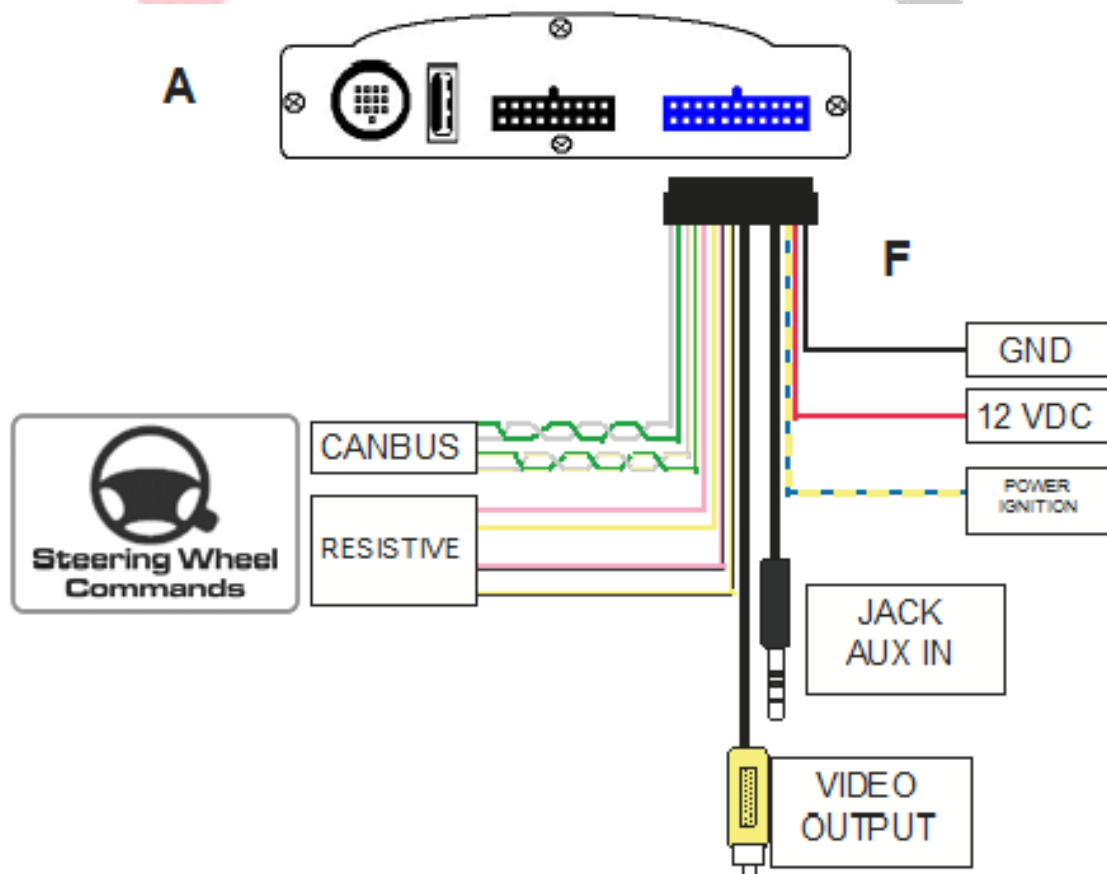 A
F
GND
12 VDC
CANBUS
POWER
IGNITION
RESISTIVE
Steering Wheel
Commands
JACK
AUX IN
VIDEO
OUTPUT